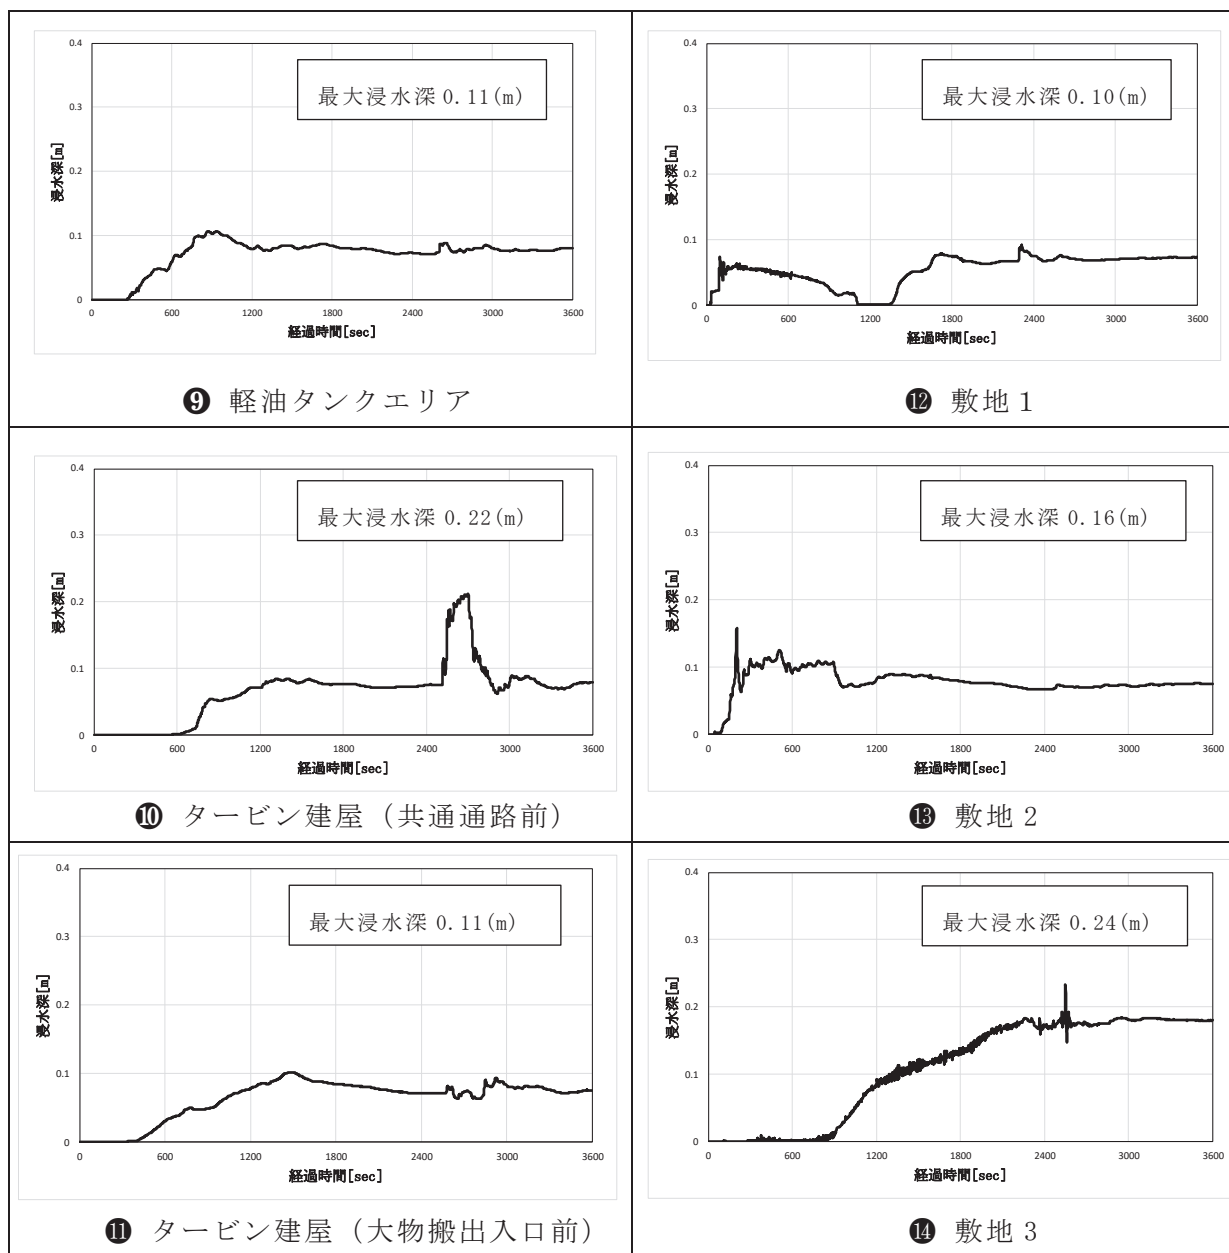 最大浸水深 0.11(m)
浸水深[m]
0.4
0.3
0.2
0.1
0
0 600 1200 1800 2400 3000 3600
経過時間[sec]
❾ 軽油タンクエリア
最大浸水深 0.10(m)
浸水深[m]
0.4
0.3
0.2
0.1
0
0 600 1200 1800 2400 3000 3600
経過時間[sec]
⓬ 敷地 1
最大浸水深 0.22(m)
浸水深[m]
0.4
0.3
0.2
0.1
0
0 600 1200 1800 2400 3000 3600
経過時間[sec]
❿ タービン建屋（共通通路前）
最大浸水深 0.16(m)
浸水深[m]
0.4
0.3
0.2
0.1
0
0 600 1200 1800 2400 3000 3600
経過時間[sec]
⓭ 敷地 2
最大浸水深 0.11(m)
浸水深[m]
0.4
0.3
0.2
0.1
0
0 600 1200 1800 2400 3000 3600
経過時間[sec]
⓫ タービン建屋（大物搬出入口前）
最大浸水深 0.24(m)
浸水深[m]
0.4
0.3
0.2
0.1
0
0 600 1200 1800 2400 3000 3600
経過時間[sec]
⓮ 敷地 3